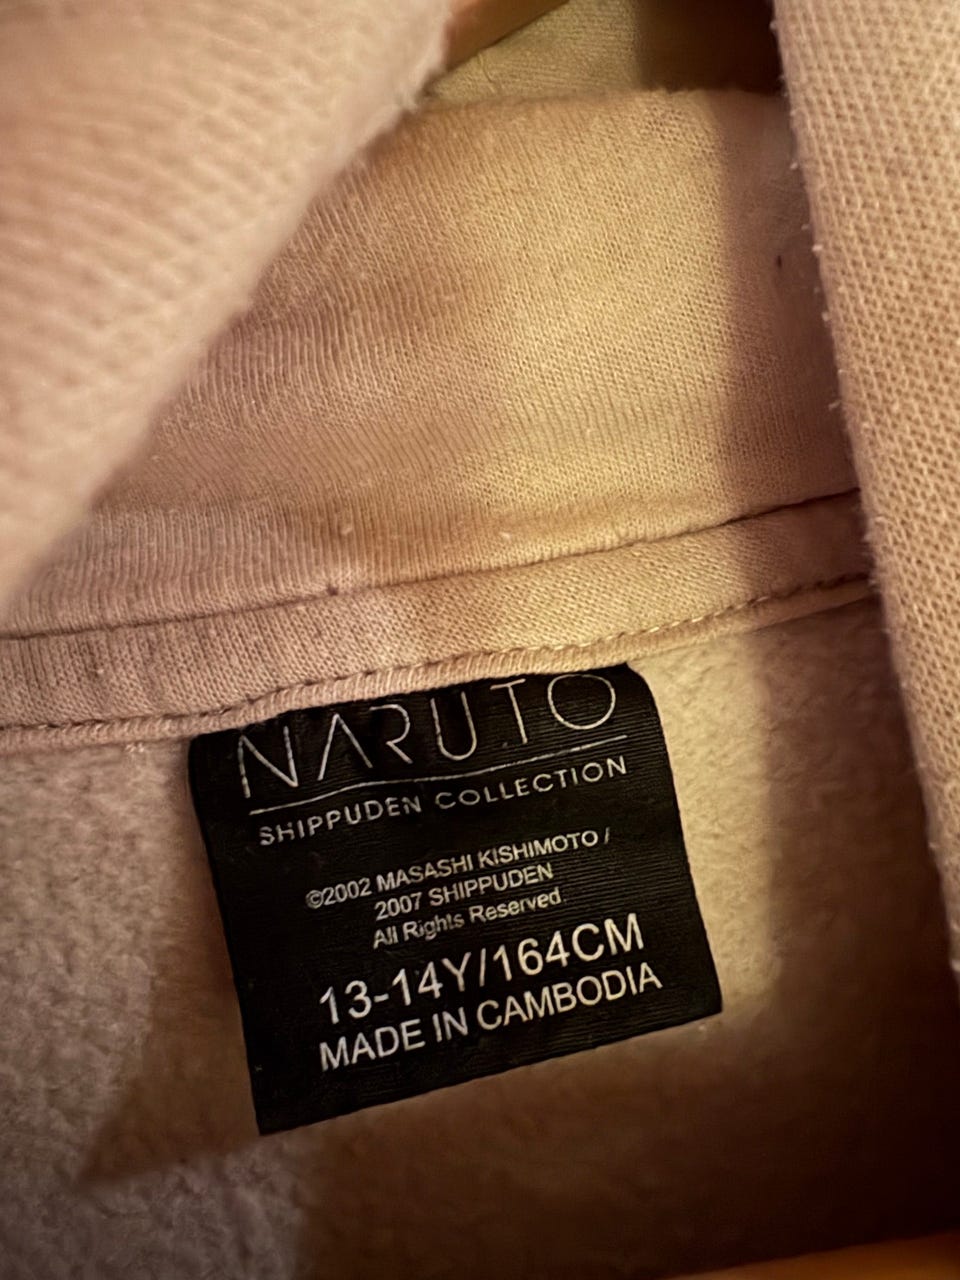 NARUTO
SHIPPUDEN COLLECTION
©2002 MASASHI KISHIMOTO /
2007 SHIPPUDEN
All Rights Reserved.
13-14Y/164CM
MADE IN CAMBODIA